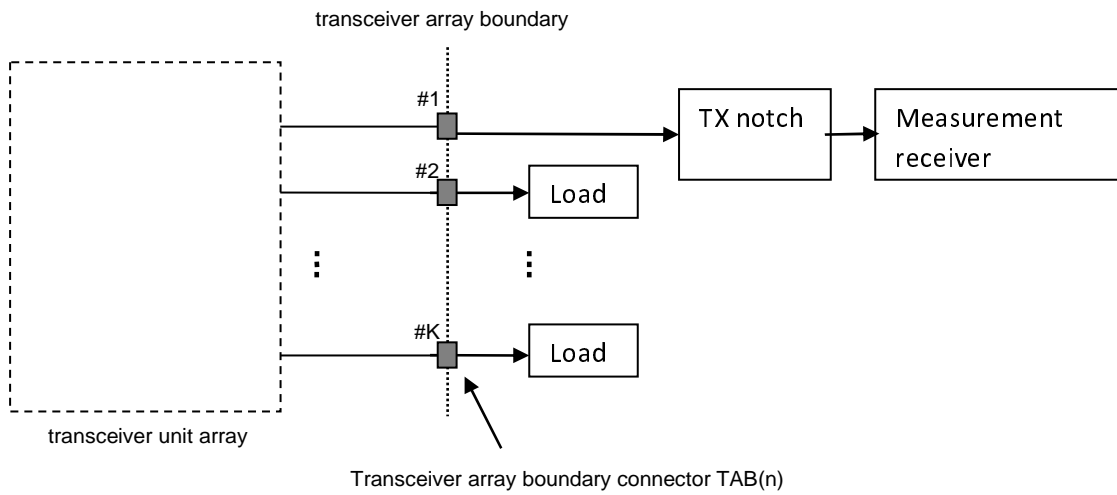 transceiver array boundary
#1
TX notch
Measurement
receiver
#2
Load
#K
Load
transceiver unit array
Transceiver array boundary connector TAB(n)